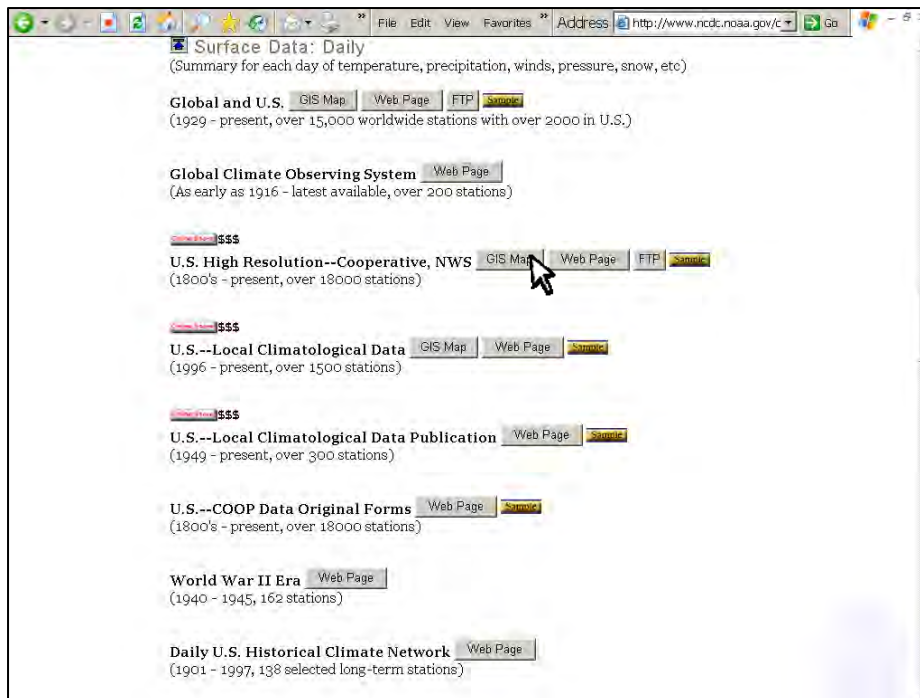 » File Edit View Favorites » Address http://www.ncdc.noaa.gov/c Go
Surface Data: Daily
(Summary for each day of temperature, precipitation, winds, pressure, snow, etc)
Global and U.S. GIS Map Web Page FTP Sample
(1929 - present, over 15,000 worldwide stations with over 2000 in U.S.)
Global Climate Observing System Web Page
(As early as 1916 - latest available, over 200 stations)
$$$
U.S. High Resolution--Cooperative, NWS GIS Map Web Page FTP Sample
(1800's - present, over 18000 stations)
$$$
U.S.--Local Climatological Data GIS Map Web Page Sample
(1996 - present, over 1500 stations)
$$$
U.S.--Local Climatological Data Publication Web Page Sample
(1949 - present, over 300 stations)
U.S.--COOP Data Original Forms Web Page Sample
(1800's - present, over 18000 stations)
World War II Era Web Page
(1940 - 1945, 162 stations)
Daily U.S. Historical Climate Network Web Page
(1901 - 1997, 138 selected long-term stations)